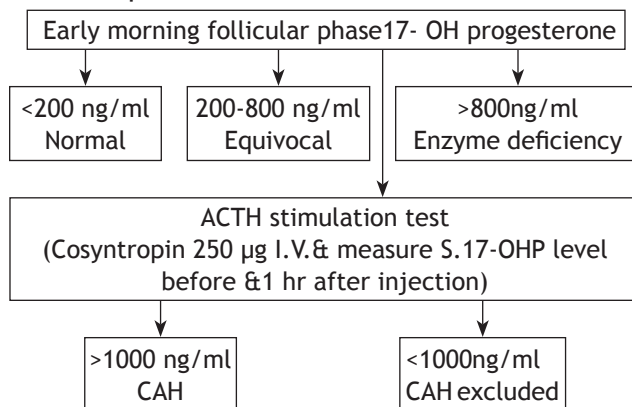 Early morning follicular phase17- OH progesterone
<200 ng/ml
Normal
200-800 ng/ml
Equivocal
>800ng/ml
Enzyme deficiency
ACTH stimulation test
(Cosyntropin 250 µg I.V.& measure S.17-OHP level
before &1 hr after injection)
>1000 ng/ml
CAH
<1000ng/ml
CAH excluded